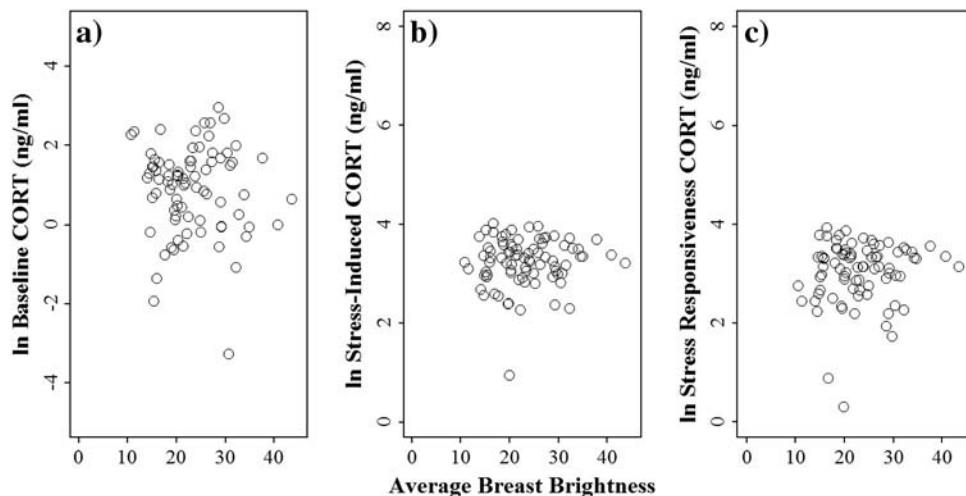 a)
ln Baseline CORT (ng/ml)
4
2
0
-2
-4
0 10 20 30 40
b)
ln Stress-Induced CORT (ng/ml)
8
6
4
2
0
0 10 20 30 40
c)
ln Stress Responsiveness CORT (ng/ml)
8
6
4
2
0
0 10 20 30 40
Average Breast Brightness